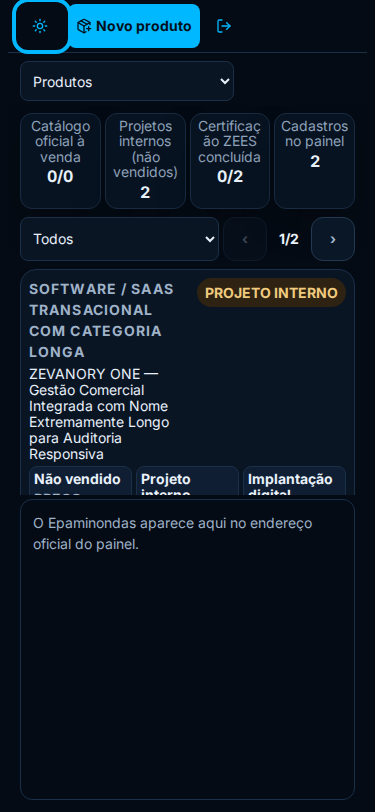 Novo produto
Produtos
Catálogo
oficial à
venda
0/0
Projetos
internos
(não
vendidos)
2
Certificaç
ão ZEES
concluída
0/2
Cadastros
no painel
2
Todos
‹
1/2
›
SOFTWARE / SAAS
TRANSACIONAL
COM CATEGORIA
LONGA
PROJETO INTERNO
ZEVANORY ONE —
Gestão Comercial
Integrada com Nome
Extremamente Longo
para Auditoria
Responsiva
Não vendido
Projeto
interno
Implantação
digital
O Epaminondas aparece aqui no endereço
oficial do painel.